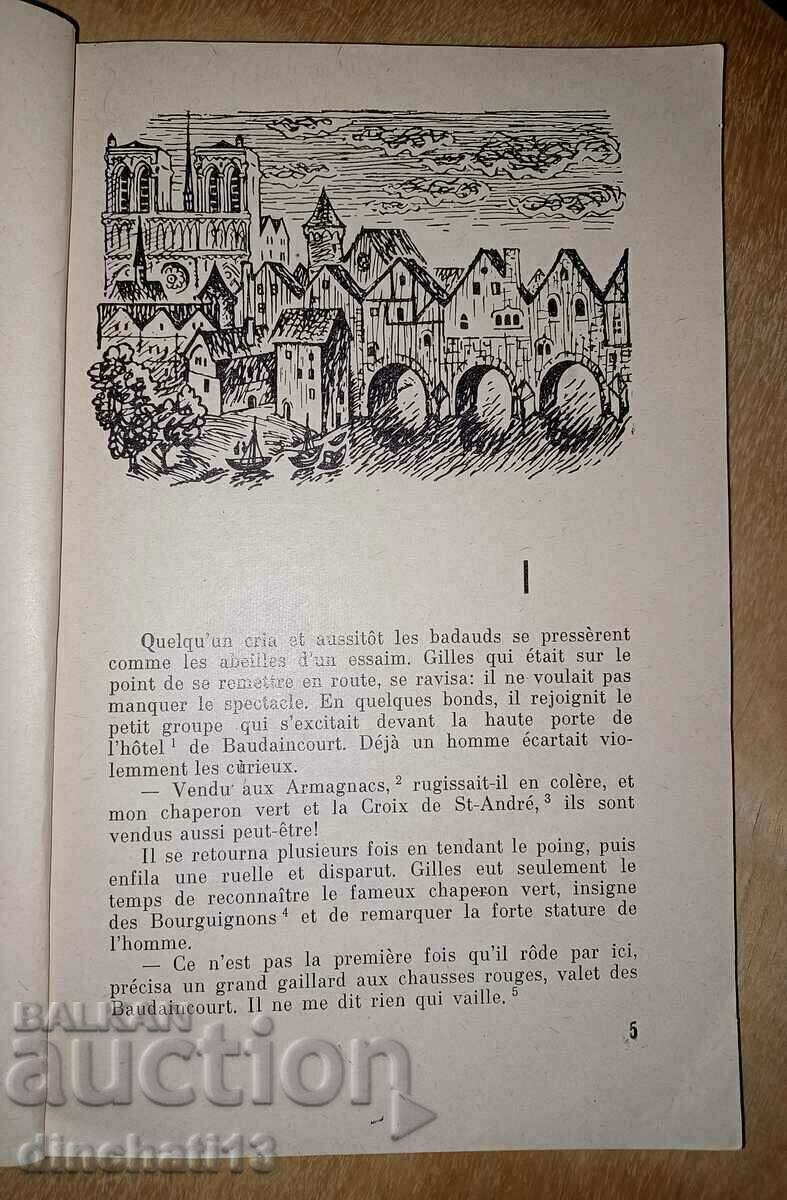 I
Quelqu'un cria et aussitôt les badauds se pressèrent
comme les abeilles d'un essaim. Gilles qui était sur le
point de se remettre en route, se ravisa: il ne voulait pas
manquer le spectacle. En quelques bonds, il rejoignit le
petit groupe qui s'excitait devant la haute porte de
l'hôtel ¹ de Baudaincourt. Déjà un homme écartait vio-
lemment les curieux.
— Vendu aux Armagnacs, ² rugissait-il en colère, et
mon chaperon vert et la Croix de St-André, ³ ils sont
vendus aussi peut-être!
Il se retourna plusieurs fois en tendant le poing, puis
enfila une ruelle et disparut. Gilles eut seulement le
temps de reconnaître le fameux chaperon vert, insigne
des Bourguignons ⁴ et de remarquer la forte stature de
l'homme.
— Ce n'est pas la première fois qu'il rôde par ici,
précisa un grand gaillard aux chausses rouges, valet des
Baudaincourt. Il ne me dit rien qui vaille. ⁵
5
BALKAN
auction
dinchati13